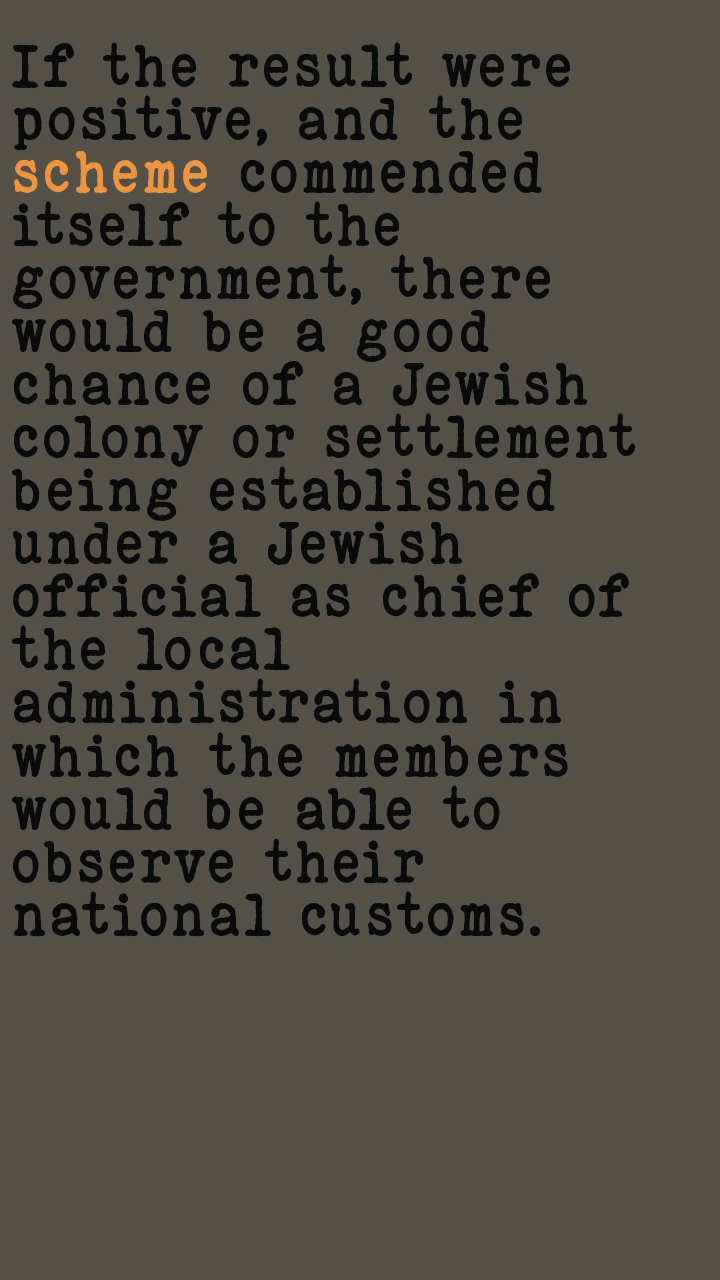 If the result were
positive, and the
scheme commended
itself to the
government, there
would be a good
chance of a Jewish
colony or settlement
being established
under a Jewish
official as chief of
the local
administration in
which the members
would be able to
observe their
national customs.